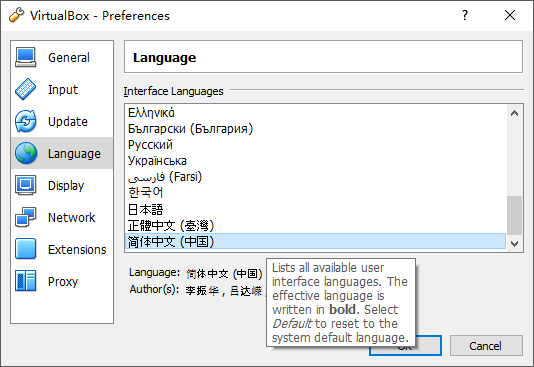 VirtualBox - Preferences
General
Input
Update
Language
Display
Network
Extensions
Proxy
Language
Interface Languages
Ελληνικά
Български (България)
Русский
Українська
فارسی (Farsi)
한국어
日本語
正體中文 (臺灣)
简体中文 (中国)
Language: 简体中文 (中国)
Author(s): 李振华 , 吕达嵘 ,
Lists all available user
interface languages. The
effective language is
written in bold. Select
Default to reset to the
system default language.
Cancel